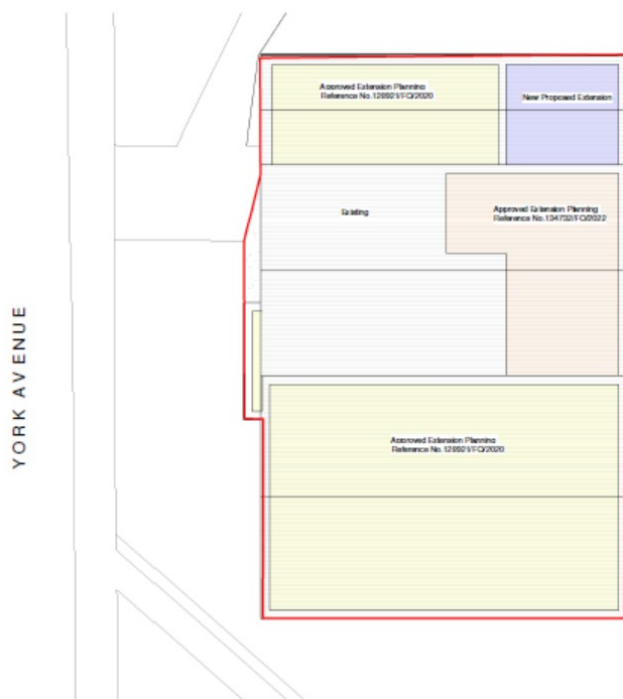 Approved Extension Planning
Reference No.128921/FO/2020
New Proposed Extension
Existing
Approved Extension Planning
Reference No.134732/FO/2022
YORK AVENUE
Approved Extension Planning
Reference No.128921/FO/2020